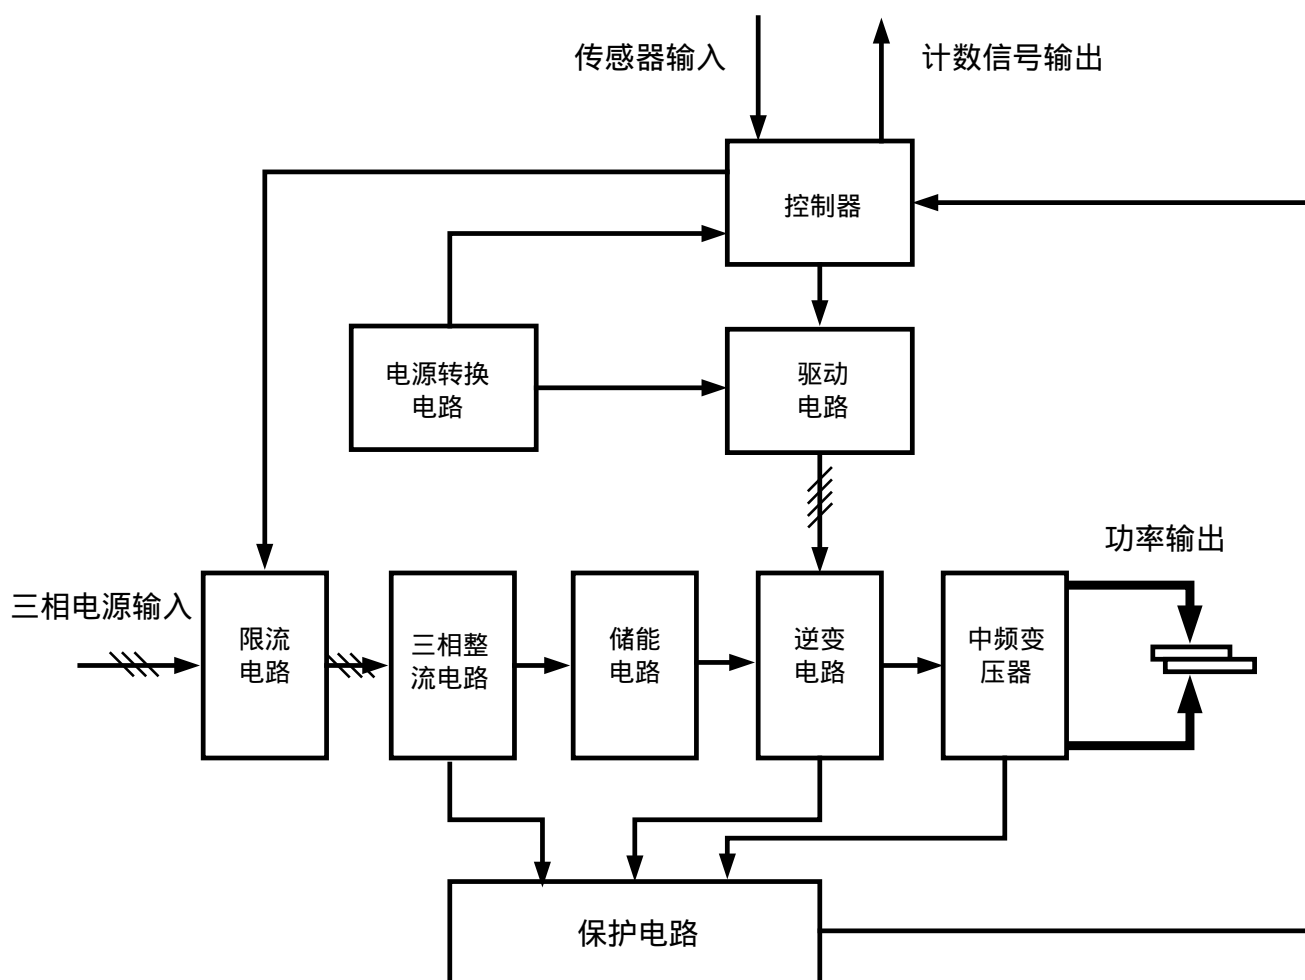 传感器输入
计数信号输出
控制器
电源转换
电路
驱动
电路
功率输出
三相电源输入
限流
电路
三相整
流电路
储能
电路
逆变
电路
中频变
压器
保护电路